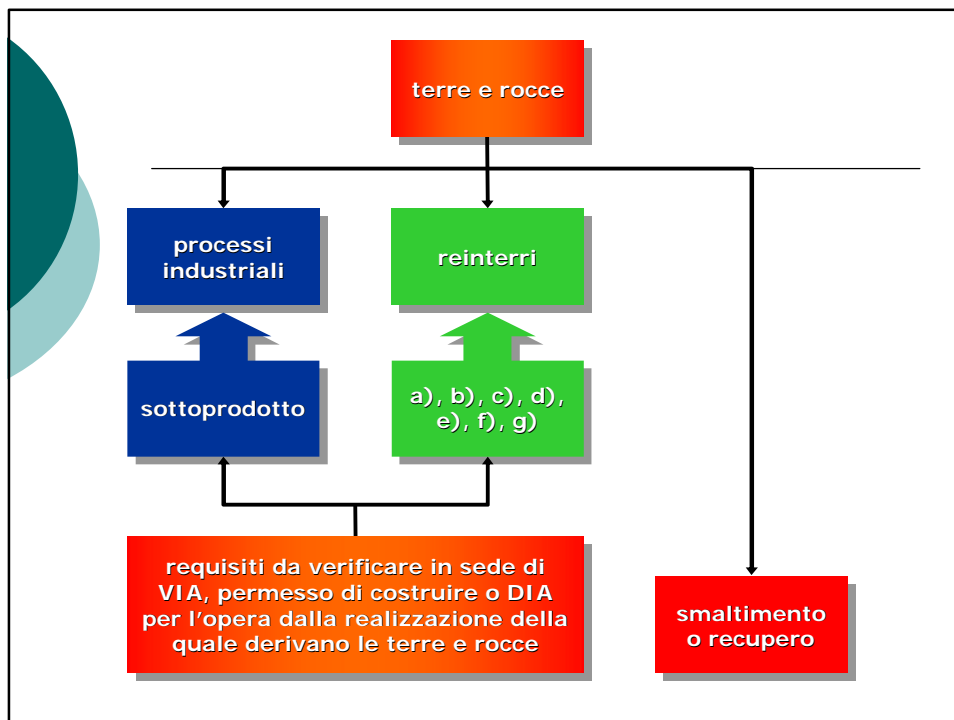 terre e rocce
processi
industriali
reinterri
sottoprodotto
a), b), c), d),
e), f), g)
requisiti da verificare in sede di
VIA, permesso di costruire o DIA
per l'opera dalla realizzazione della
quale derivano le terre e rocce
smaltimento
o recupero